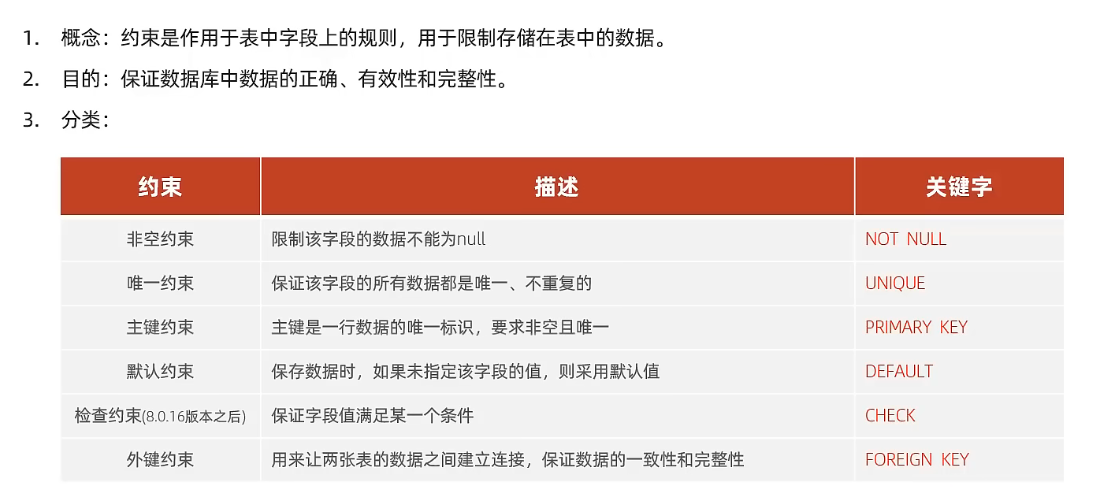 1. 概念：约束是作用于表中字段上的规则，用于限制存储在表中的数据。
2. 目的：保证数据库中数据的正确、有效性和完整性。
3. 分类：
约束 描述 关键字
非空约束 限制该字段的数据不能为null NOT NULL
唯一约束 保证该字段的所有数据都是唯一、不重复的 UNIQUE
主键约束 主键是一行数据的唯一标识，要求非空且唯一 PRIMARY KEY
默认约束 保存数据时，如果未指定该字段的值，则采用默认值 DEFAULT
检查约束(8.0.16版本之后) 保证字段值满足某一个条件 CHECK
外键约束 用来让两张表的数据之间建立连接，保证数据的一致性和完整性 FOREIGN KEY